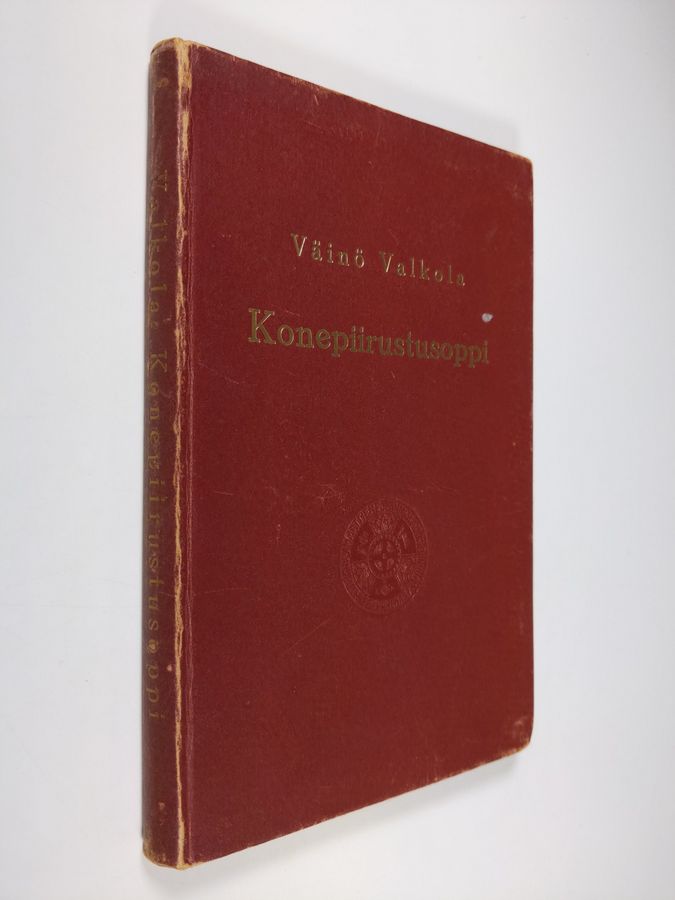 Väinö Valkola
Konepiirustusoppi
Valkola: Konepiirustusoppi